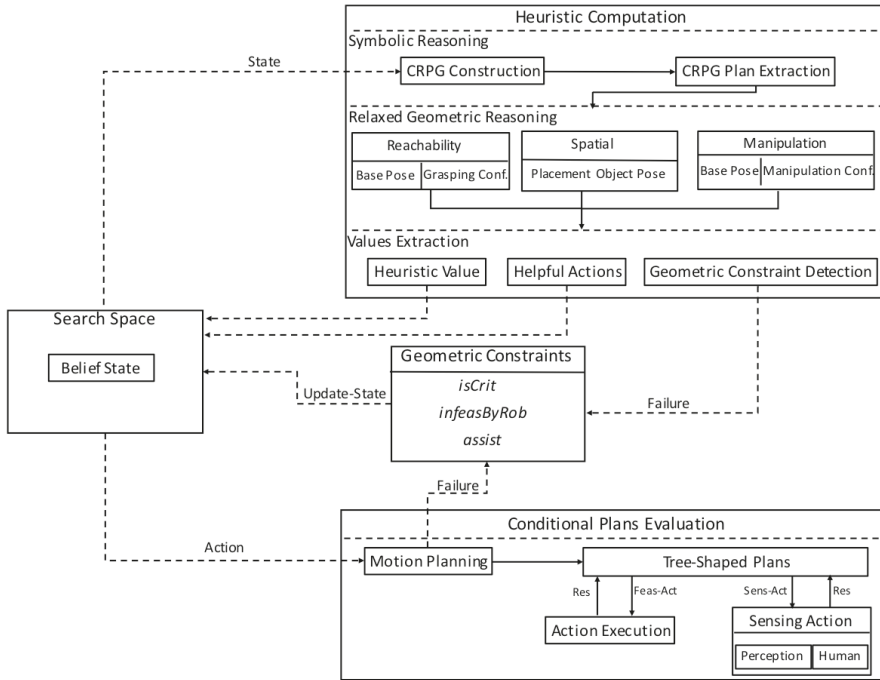 Heuristic Computation
Symbolic Reasoning
State
CRPG Construction
CRPG Plan Extraction
Relaxed Geometric Reasoning
Reachability
Base Pose
Grasping Conf.
Spatial
Placement Object Pose
Manipulation
Base Pose
Manipulation Conf.
Values Extraction
Heuristic Value
Helpful Actions
Geometric Constraint Detection
Search Space
Belief State
Update-State
Geometric Constraints
isCrit
infeasByRob
assist
Failure
Failure
Conditional Plans Evaluation
Action
Motion Planning
Tree-Shaped Plans
Res
Feas-Act
Sens-Act
Res
Action Execution
Sensing Action
Perception
Human